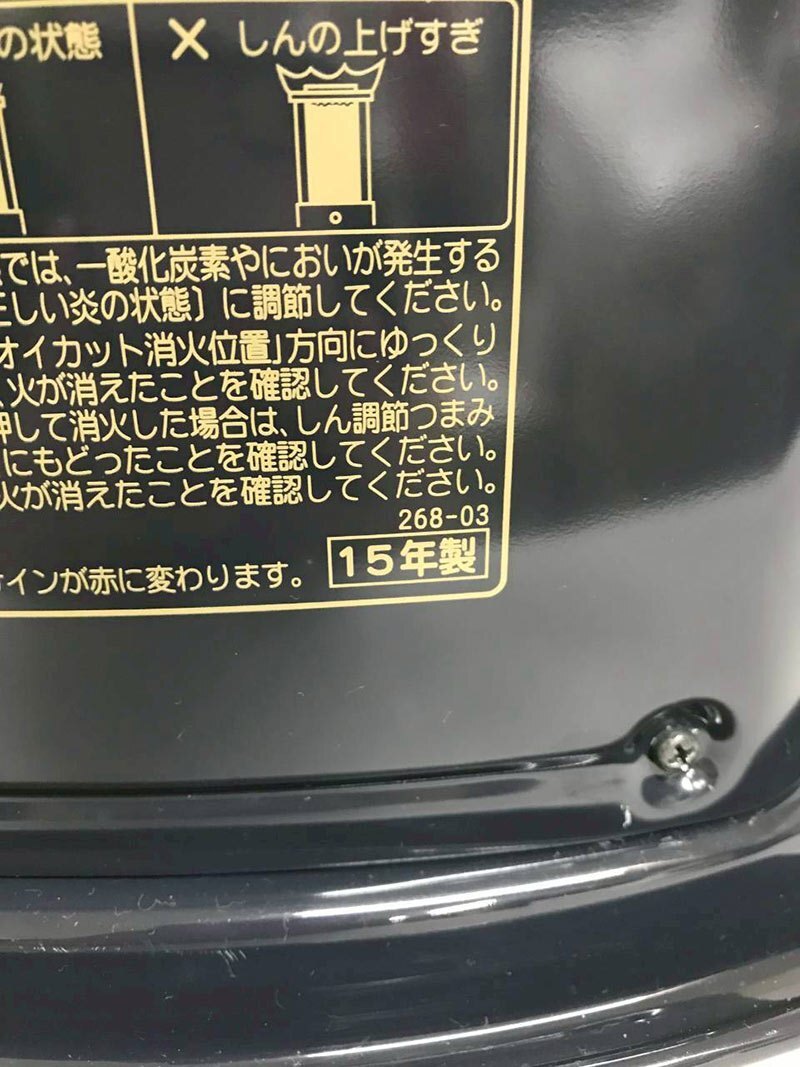 の状態
× しんの上げすぎ
では、一酸化炭素やにおいが発生する
正しい炎の状態〕に調節してください。
オイカット消火位置」方向にゆっくり
、火が消えたことを確認してください。
押して消火した場合は、しん調節つまみ
にもどったことを確認してください。
火が消えたことを確認してください。
268-03
インが赤に変わります。
15年製